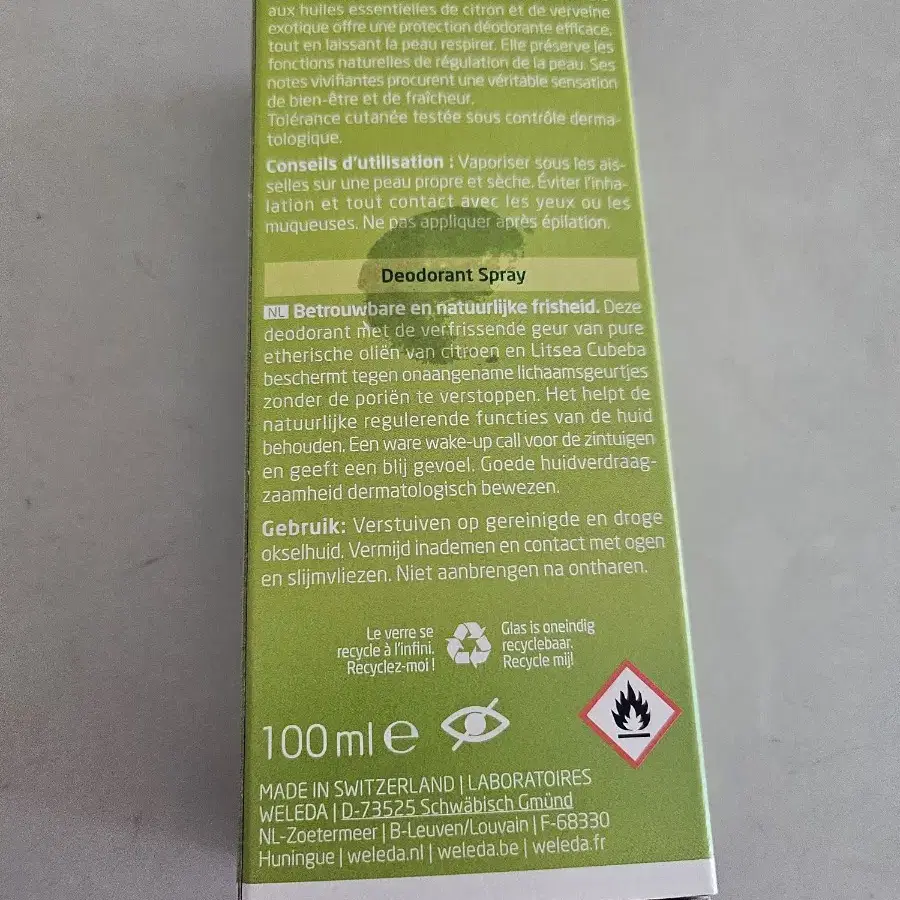 aux huiles essentielles de citron et de verveine
exotique offre une protection déodorante efficace,
tout en laissant la peau respirer. Elle préserve les
fonctions naturelles de régulation de la peau. Ses
notes vivifiantes procurent une véritable sensation
de bien-être et de fraîcheur.
Tolérance cutanée testée sous contrôle derma-
tologique.
Conseils d'utilisation : Vaporiser sous les ais-
selles sur une peau propre et sèche. Éviter l'inha-
lation et tout contact avec les yeux ou les
muqueuses. Ne pas appliquer après épilation.
Deodorant Spray
NL Betrouwbare en natuurlijke frisheid. Deze
deodorant met de verfrissende geur van pure
etherische oliën van citroen en Litsea Cubeba
beschermt tegen onaangename lichaamsgeurtjes
zonder de poriën te verstoppen. Het helpt de
natuurlijke regulerende functies van de huid
behouden. Een ware wake-up call voor de zintuigen
en geeft een blij gevoel. Goede huidverdraag-
zaamheid dermatologisch bewezen.
Gebruik: Verstuiven op gereinigde en droge
okselhuid. Vermijd inademen en contact met ogen
en slijmvliezen. Niet aanbrengen na ontharen.
Le verre se
recycle à l'infini.
Recyclez-moi !
Glas is oneindig
recyclebaar.
Recycle mij!
100 ml ℮
MADE IN SWITZERLAND | LABORATOIRES
WELEDA | D-73525 Schwäbisch Gmünd
NL-Zoetermeer | B-Leuven/Louvain | F-68330
Huningue | weleda.nl | weleda.be | weleda.fr